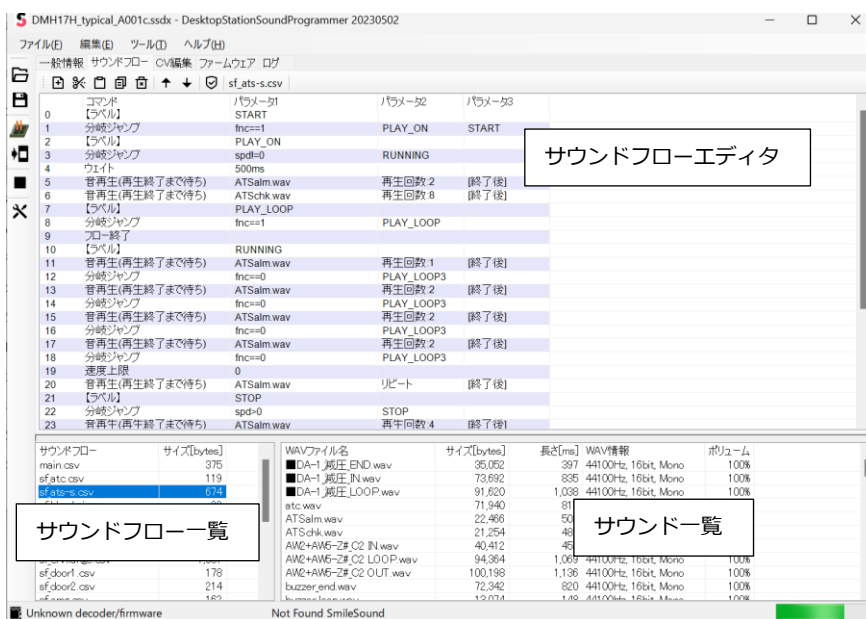 DMH17H_typical_A001c.ssdx - DesktopStationSoundProgrammer 20230502
ファイル(F) 編集(E) ツール(T) ヘルプ(H)
一般情報 サウンドフロー CV編集 ファームウェア ログ
sf_ats-s.csv
コマンド パラメータ1 パラメータ2 パラメータ3
0 【ラベル】 START
1 分岐ジャンプ fnc==1 PLAY_ON START
2 【ラベル】 PLAY_ON
3 分岐ジャンプ spd!=0 RUNNING
4 ウエイト 500ms
5 音再生(再生終了まで待ち) ATSalm.wav 再生回数:2 [終了後]
6 音再生(再生終了まで待ち) ATSchk.wav 再生回数:8 [終了後]
7 【ラベル】 PLAY_LOOP
8 分岐ジャンプ fnc==1 PLAY_LOOP
9 フロー終了
10 【ラベル】 RUNNING
11 音再生(再生終了まで待ち) ATSalm.wav 再生回数:1 [終了後]
12 分岐ジャンプ fnc==0 PLAY_LOOP3
13 音再生(再生終了まで待ち) ATSalm.wav 再生回数:2 [終了後]
14 分岐ジャンプ fnc==0 PLAY_LOOP3
15 音再生(再生終了まで待ち) ATSalm.wav 再生回数:2 [終了後]
16 分岐ジャンプ fnc==0 PLAY_LOOP3
17 音再生(再生終了まで待ち) ATSalm.wav 再生回数:2 [終了後]
18 分岐ジャンプ fnc==0 PLAY_LOOP3
19 速度上限 0
20 音再生(再生終了まで待ち) ATSalm.wav リピート [終了後]
21 【ラベル】 STOP
22 分岐ジャンプ spd>0 STOP
23 音再生(再生終了まで待ち) ATSalm.wav 再生回数:4 [終了後]
サウンドフローエディタ
サウンドフロー サイズ[bytes]
main.csv 375
sf_atc.csv 119
sf_ats-s.csv 674
サウンドフロー一覧
sf_door1.csv 178
sf_door2.csv 214
WAVファイル名 サイズ[bytes] 長さ[ms] WAV情報 ボリューム
■DA-1_減圧_END.wav 35,052 397 44100Hz, 16bit, Mono 100%
■DA-1_減圧_IN.wav 73,692 835 44100Hz, 16bit, Mono 100%
■DA-1_減圧_LOOP.wav 91,620 1,038 44100Hz, 16bit, Mono 100%
atc.wav 71,940
ATSalm.wav 22,466
ATSchk.wav 21,254
AW2+AW5-Z#_C2 IN.wav 40,412
AW2+AW5-Z#_C2 LOOP.wav 94,364 1,069 44100Hz, 16bit, Mono 100%
AW2+AW5-Z#_C2 OUT.wav 100,198 1,136 44100Hz, 16bit, Mono 100%
buzzer_end.wav 72,342 820 44100Hz, 16bit, Mono 100%
サウンド一覧
Unknown decoder/firmware Not Found SmileSound